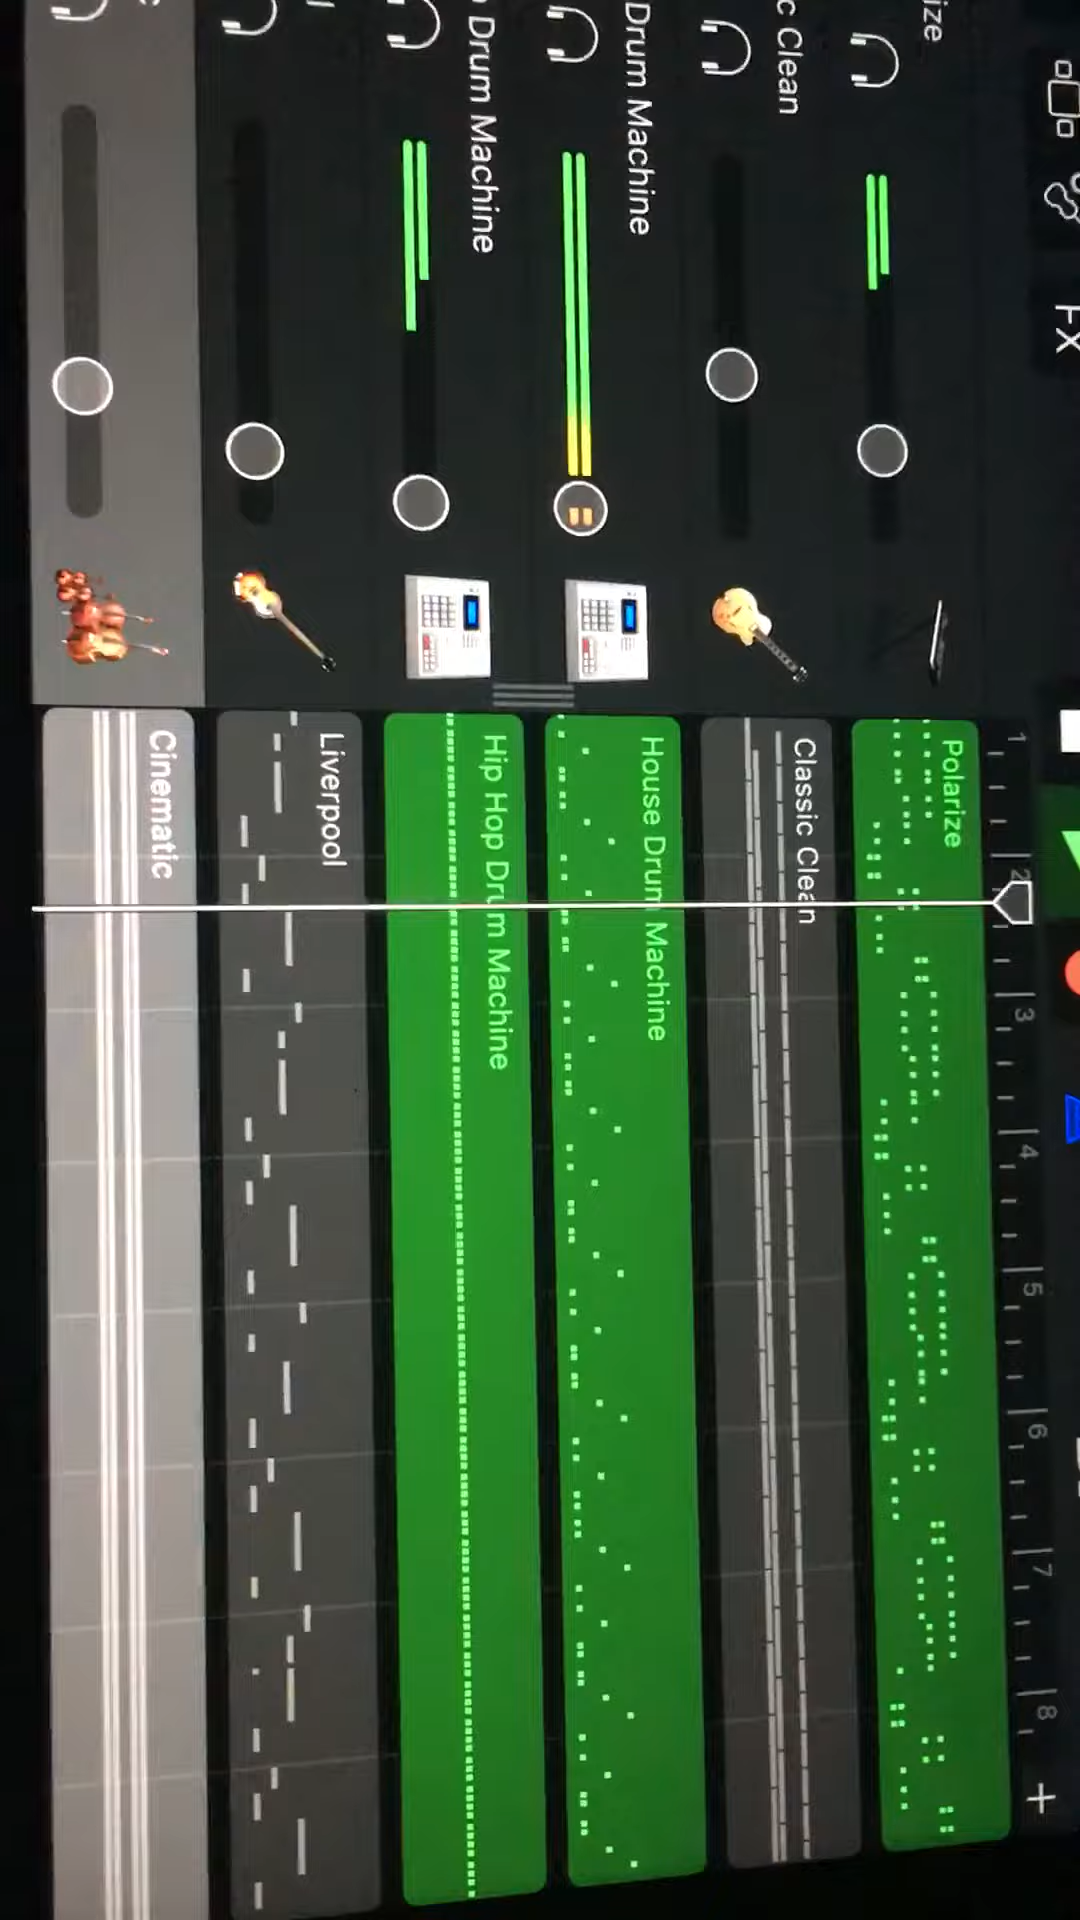 FX
1 2 3 4 5 6 7 8 +
ize
Polarize
c Clean
Classic Clean
Drum Machine
House Drum Machine
Drum Machine
Hip Hop Drum Machine
Liverpool
Cinematic